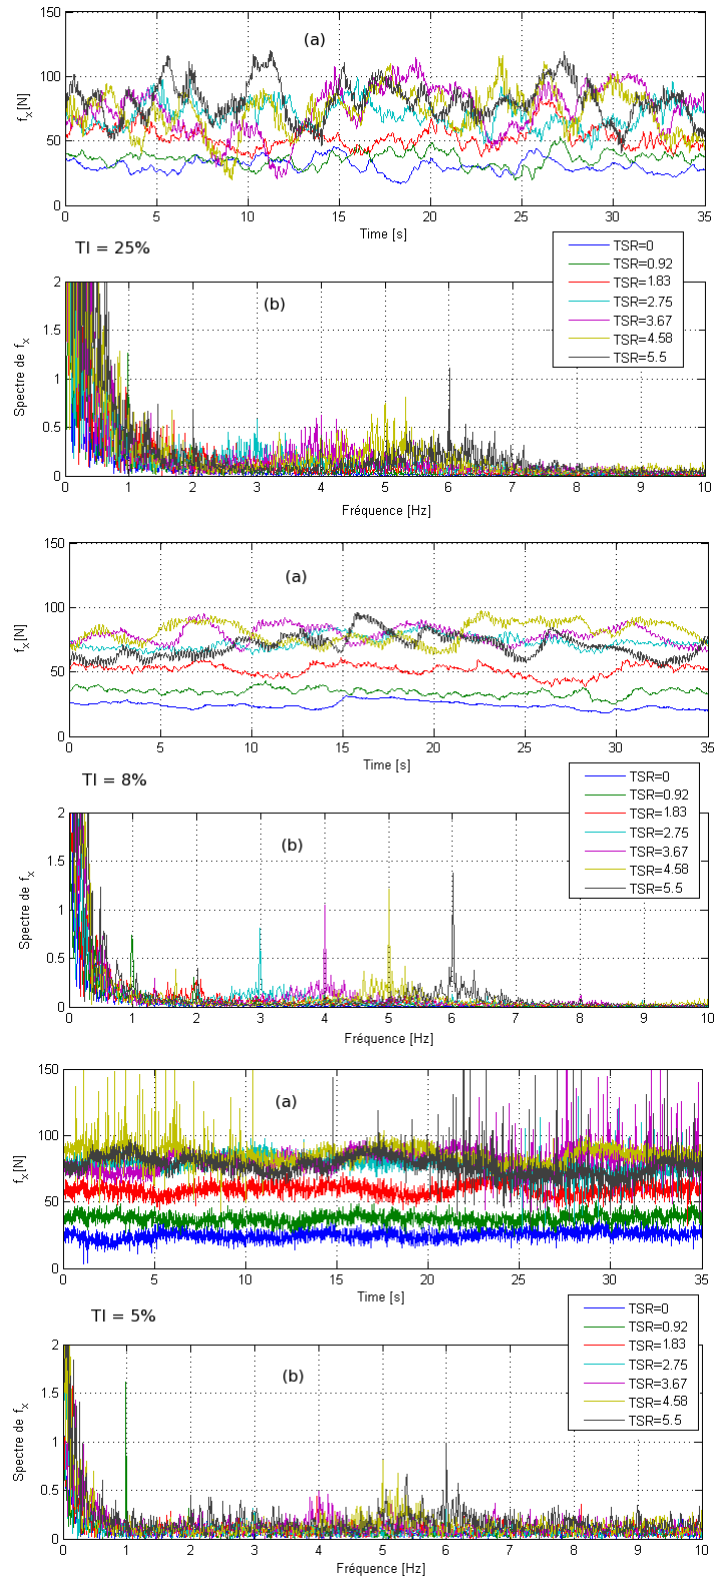 150
100
50
0
f_x[N]
(a)
0 5 10 15 20 25 30 35
Time [s]
TI = 25%
TSR=0
TSR=0.92
TSR=1.83
TSR=2.75
TSR=3.67
TSR=4.58
TSR=5.5
2
1.5
1
0.5
0
Spectre de f_x
(b)
0 1 2 3 4 5 6 7 8 9 10
Fréquence [Hz]
150
100
50
0
f_x[N]
(a)
0 5 10 15 20 25 30 35
Time [s]
TI = 8%
TSR=0
TSR=0.92
TSR=1.83
TSR=2.75
TSR=3.67
TSR=4.58
TSR=5.5
2
1.5
1
0.5
0
Spectre de f_x
(b)
0 1 2 3 4 5 6 7 8 9 10
Fréquence [Hz]
150
100
50
0
f_x[N]
(a)
0 5 10 15 20 25 30 35
Time [s]
TI = 5%
TSR=0
TSR=0.92
TSR=1.83
TSR=2.75
TSR=3.67
TSR=4.58
TSR=5.5
2
1.5
1
0.5
0
Spectre de f_x
(b)
0 1 2 3 4 5 6 7 8 9 10
Fréquence [Hz]